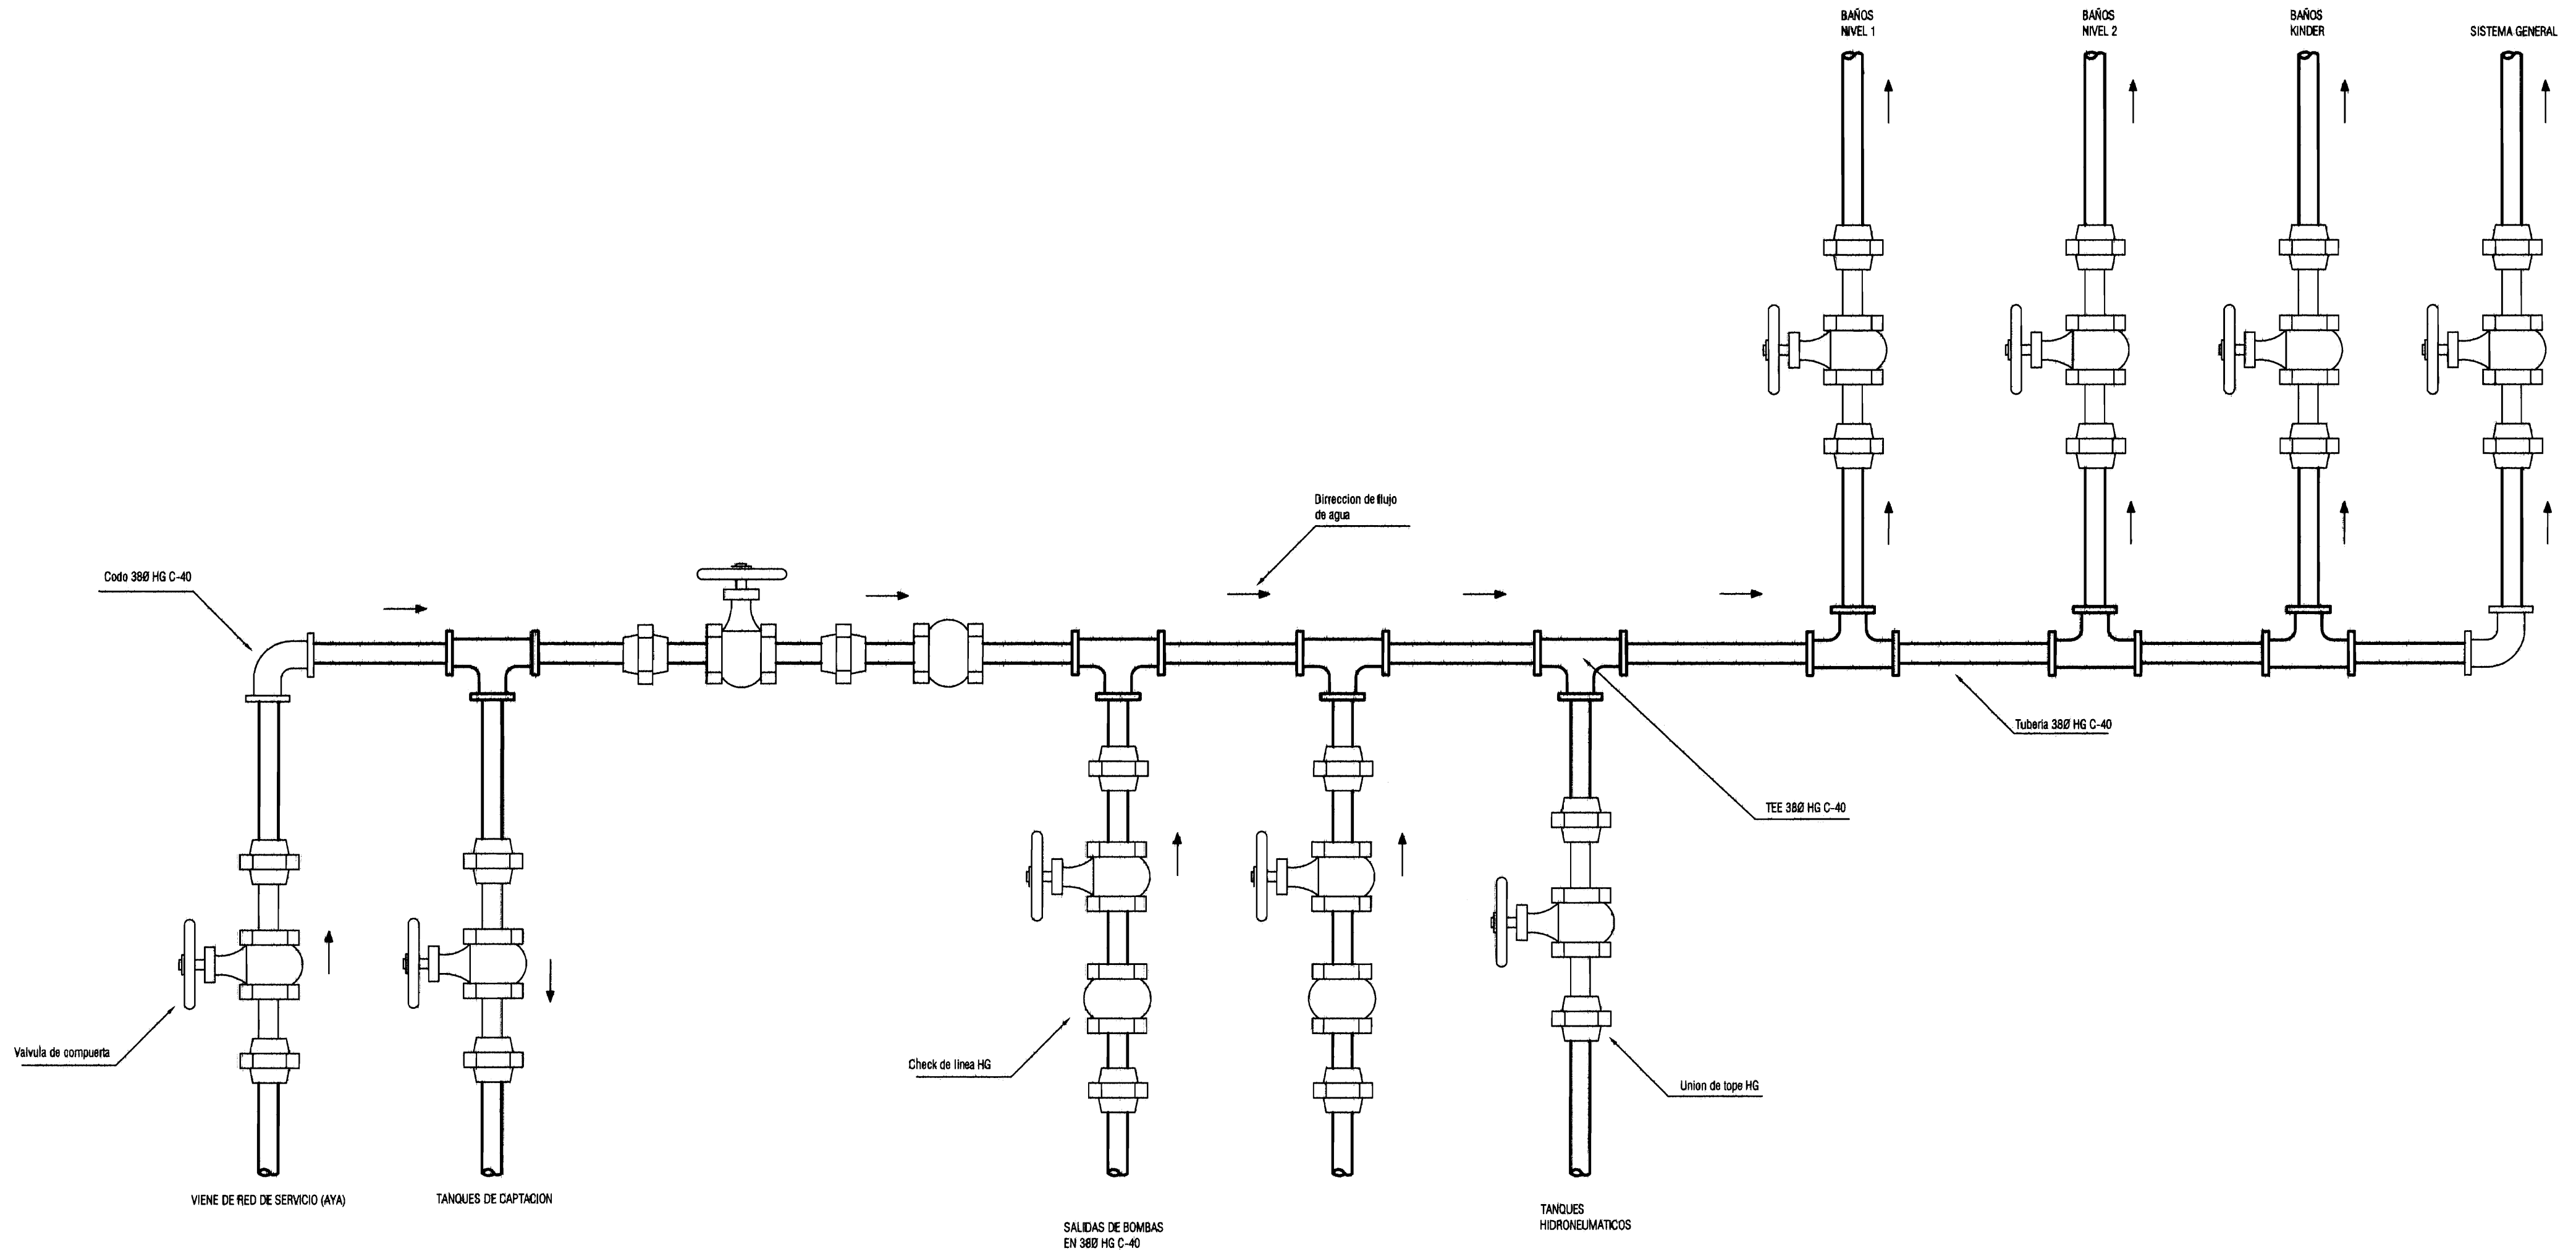 BAÑOS
NIVEL 1
BAÑOS
NIVEL 2
BAÑOS
KINDER
SISTEMA GENERAL
Dirreccion de flujo
de agua
Codo 38Ø HG C-40
Tuberia 38Ø HG C-40
TEE 38Ø HG C-40
Valvula de compuerta
Check de linea HG
Union de tope HG
VIENE DE RED DE SERVICIO (AYA)
TANQUES DE CAPTACION
SALIDAS DE BOMBAS
EN 38Ø HG C-40
TANQUES
HIDRONEUMATICOS